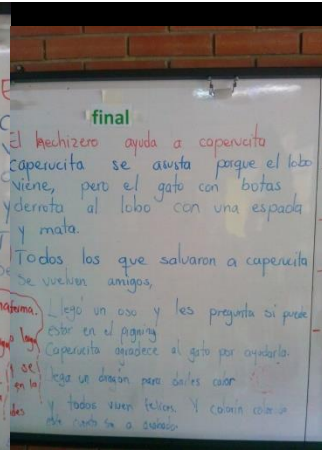 final
El hechizero ayuda a caperucita
Caperucita se asusta porque el lobo
viene, pero el gato con botas
derrota al lobo con una espada
y mata.
Todos los que salvaron a caperucita
se vuelven amigos,
Llegó un oso y les pregunta si puede
estar en el
Caperucita agradece al gato por ayudarla.
llega un dragón para darles calor
y todos viven felices. Y colorin colorado
este cuento se a acabado.